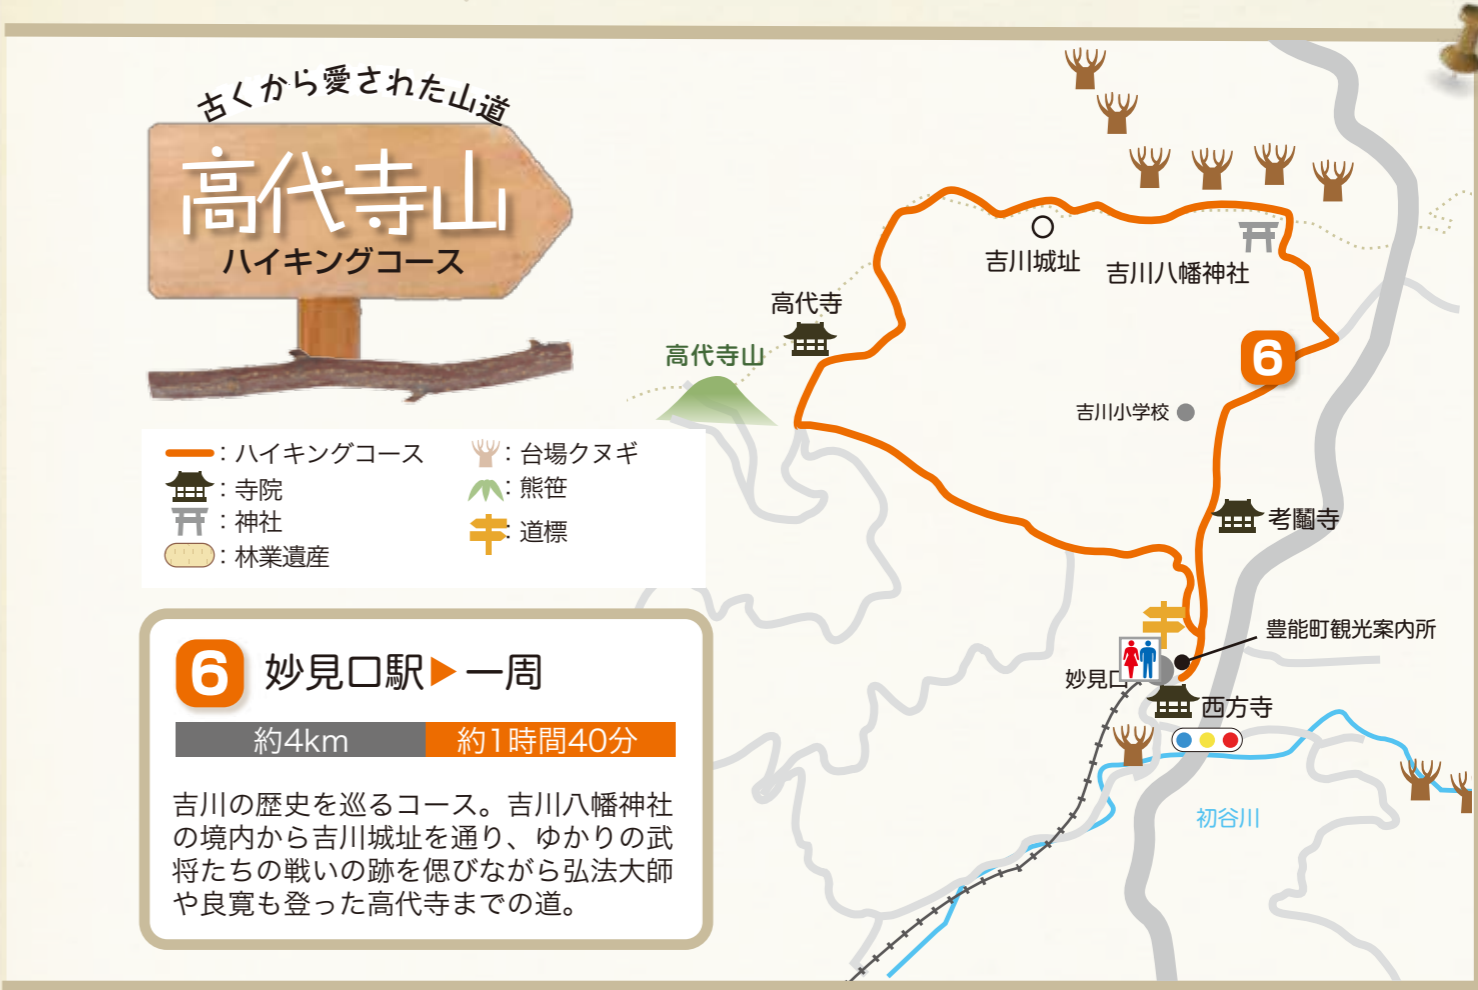 古くから愛された山道
高代寺山
ハイキングコース
:ハイキングコース
:寺院
:神社
:林業遺産
:台場クヌギ
:熊笹
:道標
6 妙見口駅▶一周
約4km 約1時間40分
吉川の歴史を巡るコース。吉川八幡神社
の境内から吉川城址を通り、ゆかりの武
将たちの戦いの跡を偲びながら弘法大師
や良寛も登った高代寺までの道。
吉川城址
吉川八幡神社
高代寺
高代寺山
6
吉川小学校
考鬮寺
豊能町観光案内所
妙見口
西方寺
初谷川